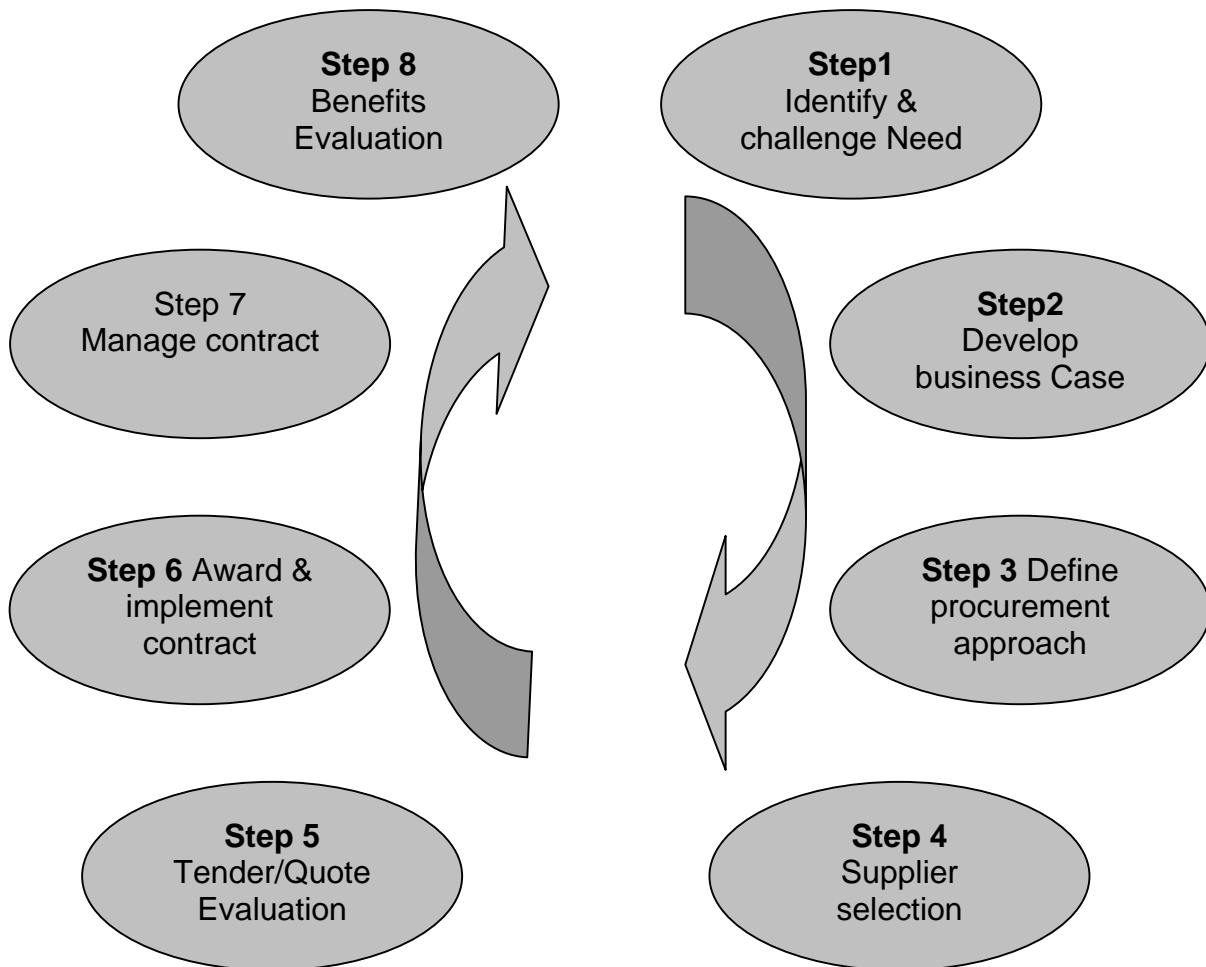 Step1
Identify &
challenge Need
Step2
Develop
business Case
Step 3 Define
procurement
approach
Step 4
Supplier
selection
Step 5
Tender/Quote
Evaluation
Step 6 Award &
implement
contract
Step 7
Manage contract
Step 8
Benefits
Evaluation